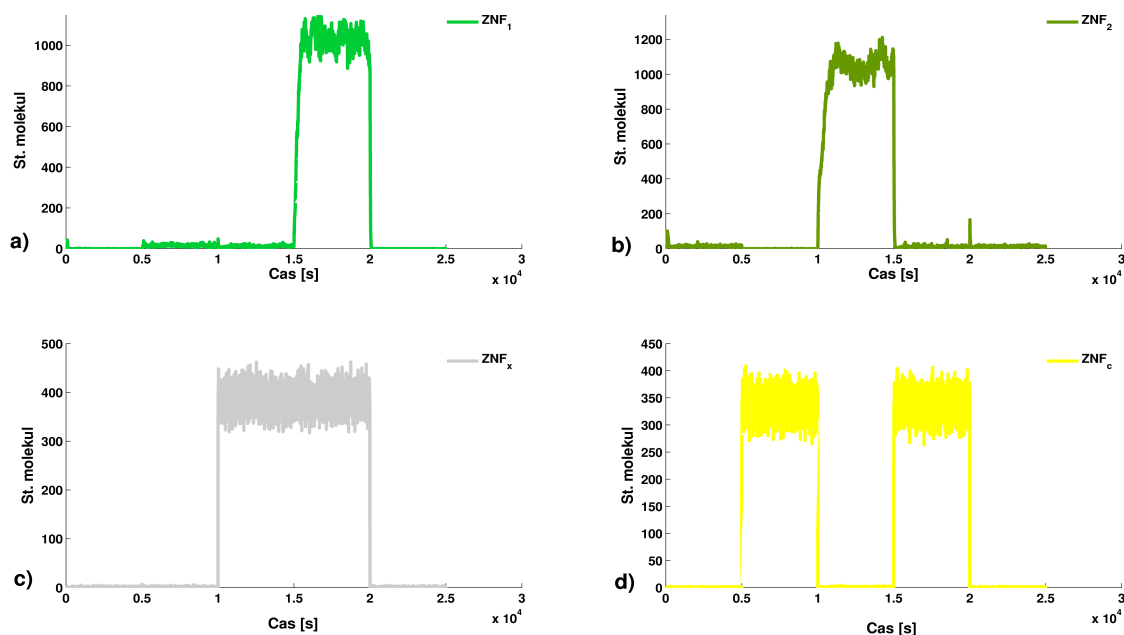 ZNF1
1000
800
600
400
200
0
St. molekul
a)
0 0.5 1 1.5 2 2.5 3
Cas [s]
x 10^4
ZNF2
1200
1000
800
600
400
200
0
St. molekul
b)
0 0.5 1 1.5 2 2.5 3
Cas [s]
x 10^4
ZNFx
500
400
300
200
100
0
St. molekul
c)
0 0.5 1 1.5 2 2.5 3
Cas [s]
x 10^4
ZNFc
450
400
350
300
250
200
150
100
50
0
St. molekul
d)
0 0.5 1 1.5 2 2.5 3
Cas [s]
x 10^4